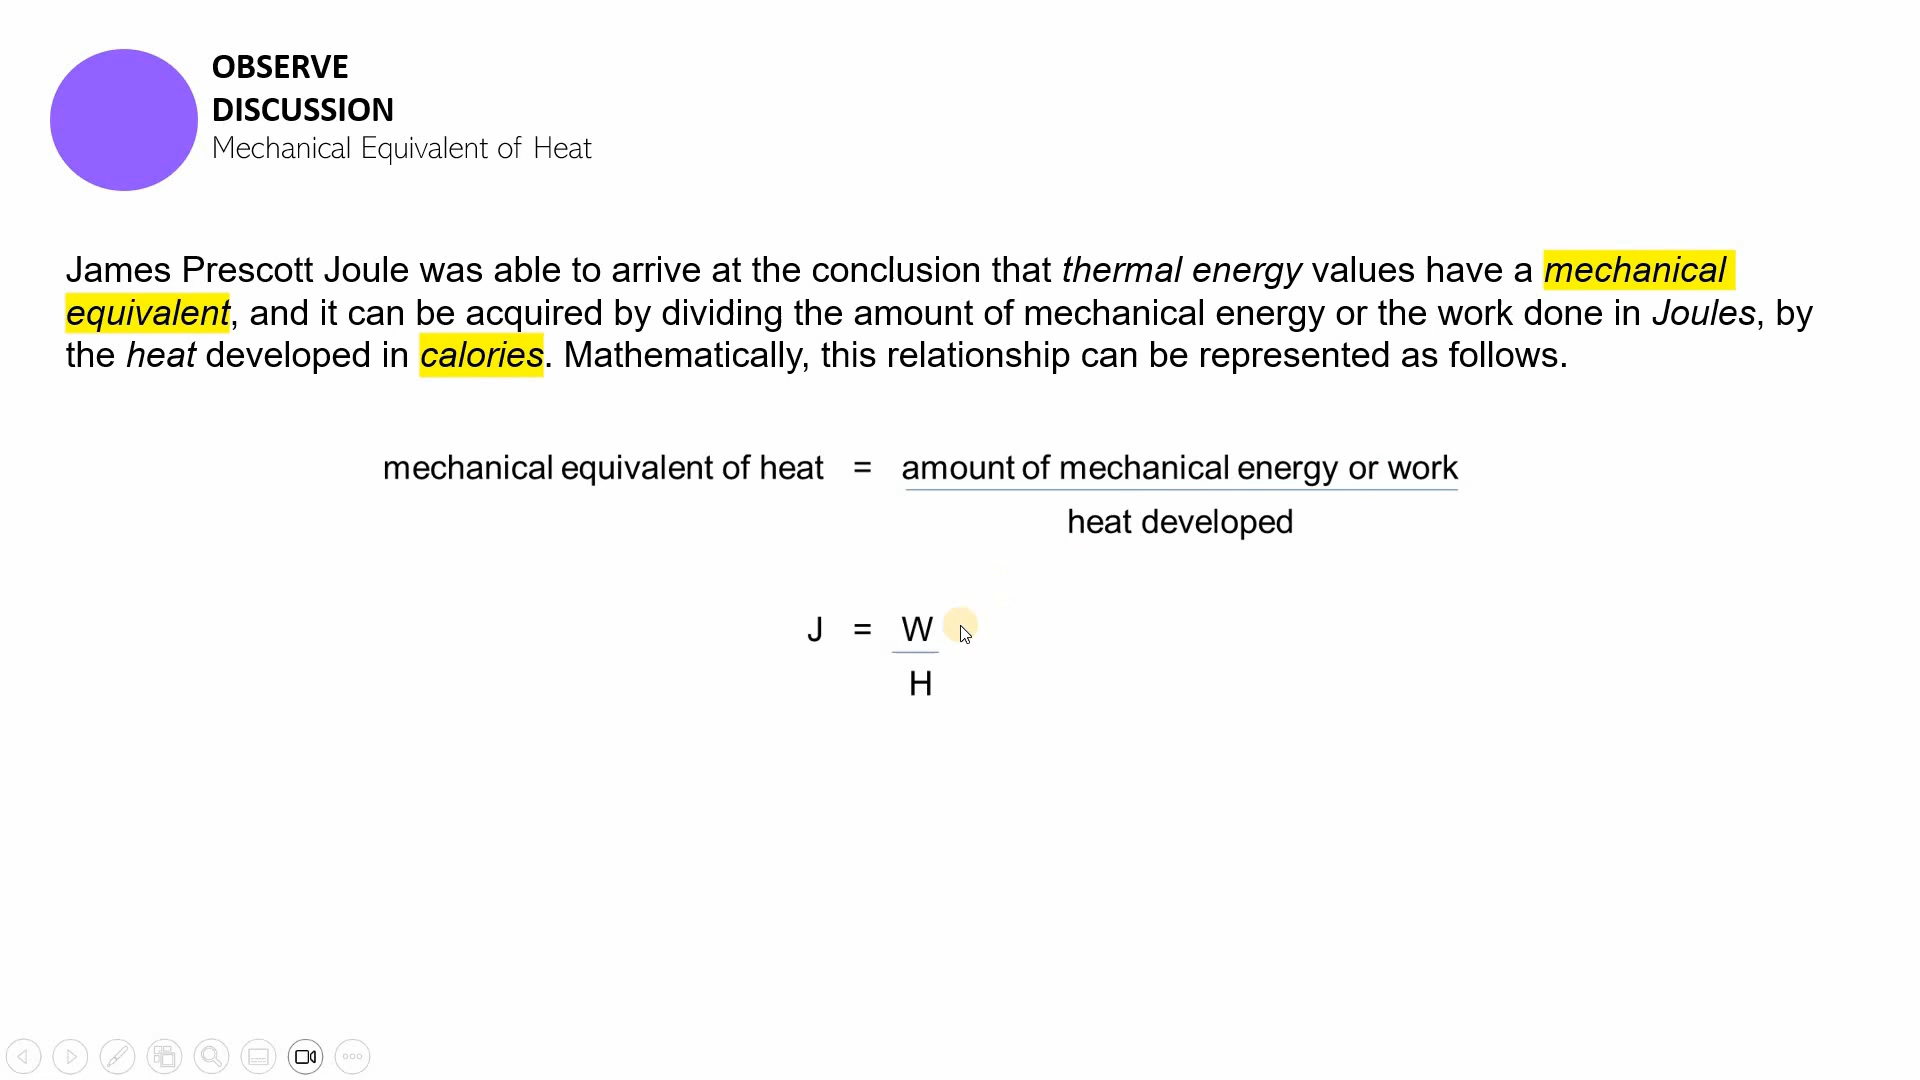 OBSERVE
DISCUSSION
Mechanical Equivalent of Heat
James Prescott Joule was able to arrive at the conclusion that thermal energy values have a mechanical
equivalent, and it can be acquired by dividing the amount of mechanical energy or the work done in Joules, by
the heat developed in calories. Mathematically, this relationship can be represented as follows.
mechanical equivalent of heat = amount of mechanical energy or work
heat developed
J = W
H